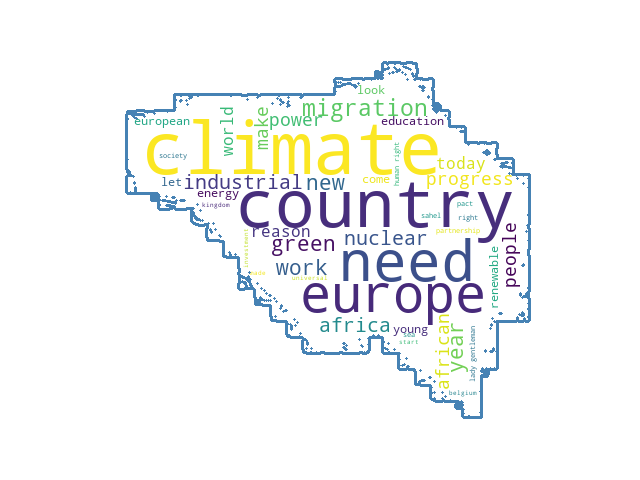 look
migration
european
world
make
power
education
climate
society
human right
today
let
industrial
new
come
progress
energy
kingdom
country
pact
sahel
right
reason
green
nuclear
partnership
people
investment
work
need
renewable
universal
europe
africa
young
african
year
sea
start
lady gentleman
belgium